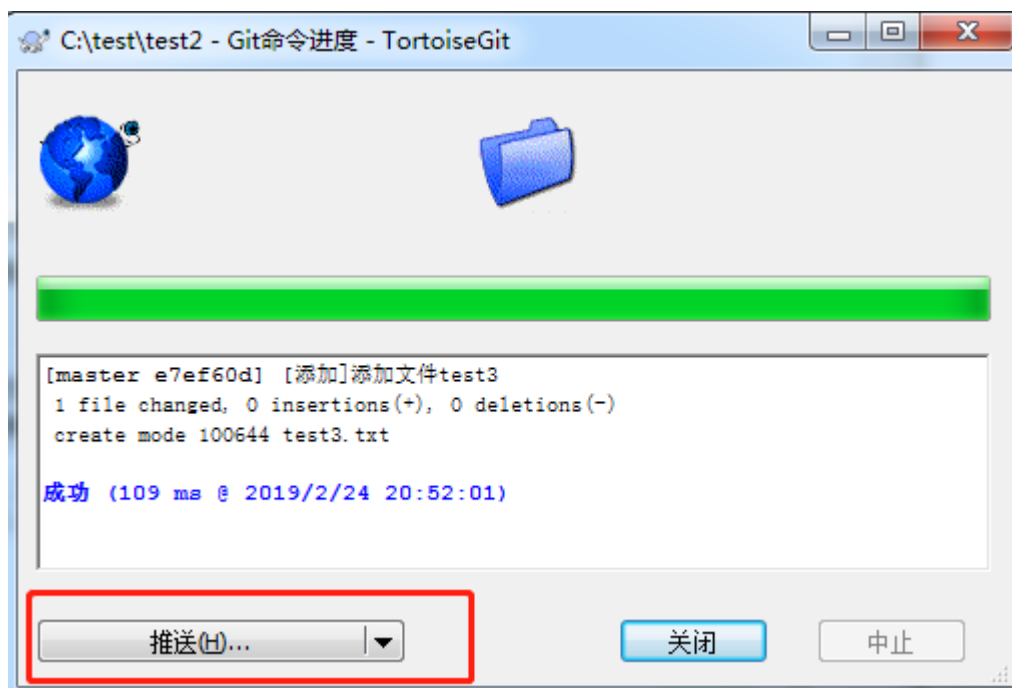 C:\test\test2 - Git命令进度 - TortoiseGit
[master e7ef60d] [添加]添加文件test3
1 file changed, 0 insertions(+), 0 deletions(-)
create mode 100644 test3.txt
成功 (109 ms @ 2019/2/24 20:52:01)
推送(H)... 关闭 中止